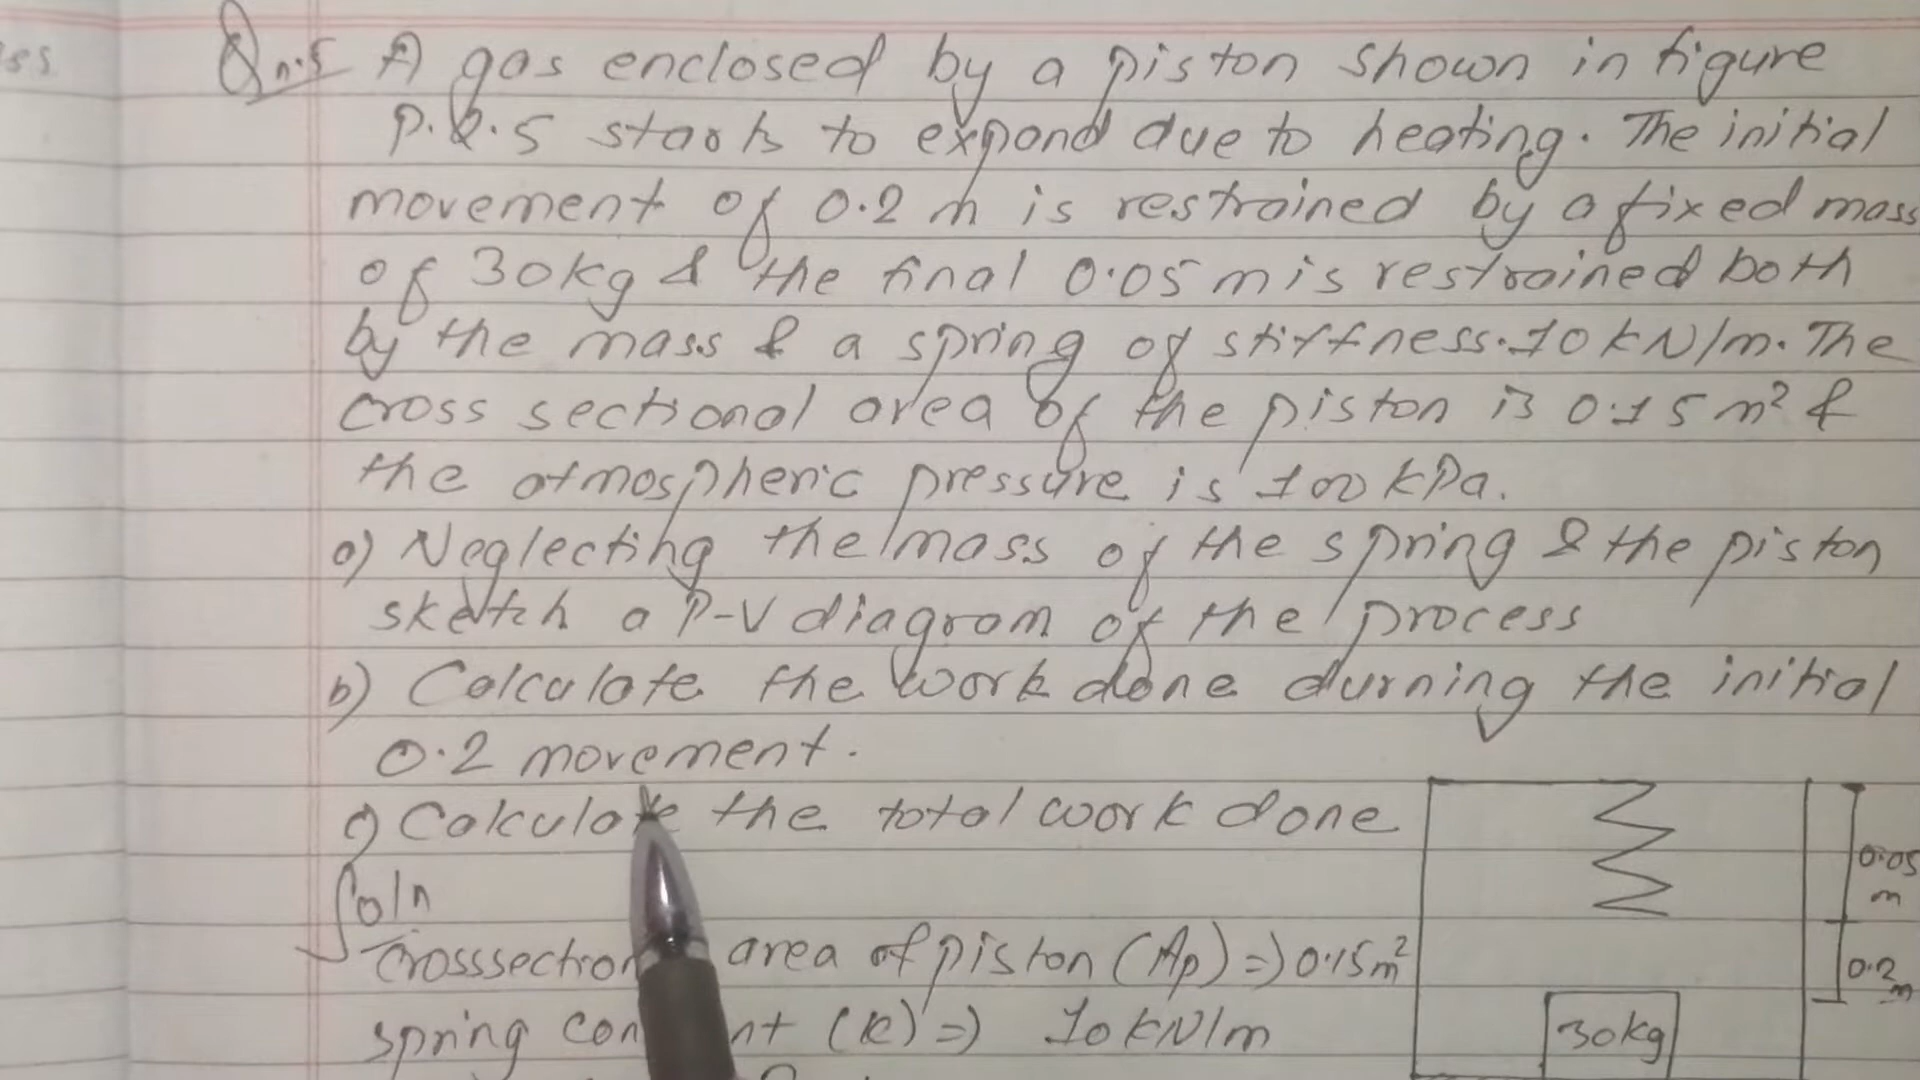 Qn.5 A gas enclosed by a piston shown in figure
P.2.5 starts to expand due to heating. The initial
movement of 0.2 m is restrained by a fixed mass
of 30kg & the final 0.05 m is restrained both
by the mass & a spring of stiffness.10 kN/m. The
cross sectional area of the piston is 0.15 m² &
the atmospheric pressure is 100 kPa.
a) Neglecting the mass of the spring & the piston
sketch a P-V diagram of the process
b) Calculate the work done durning the initial
0.2 movement.
c) Calculate the total work done
Soln
Crosssection area of piston (Ap) => 0.15m²
spring con nt (k) => 10 kN/m
0.05
m
0.2
m
30kg